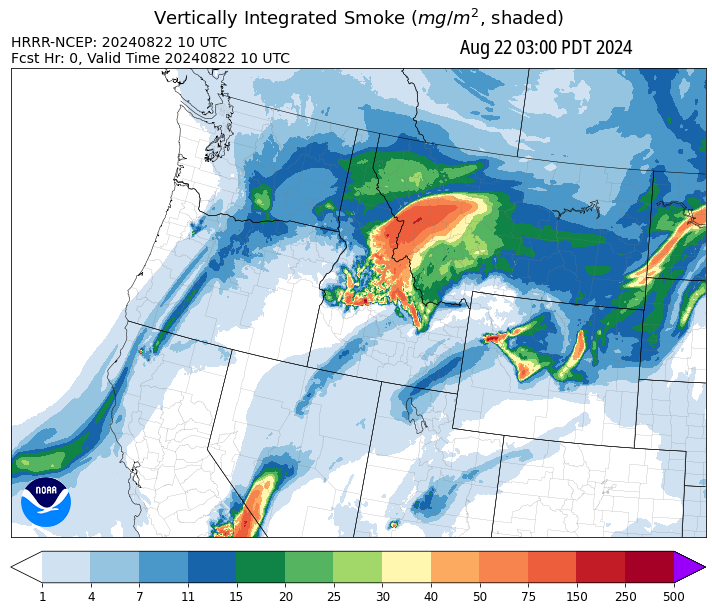 Vertically Integrated Smoke (mg/m², shaded)
HRRR-NCEP: 20240822 10 UTC
Aug 22 03:00 PDT 2024
Fcst Hr: 0, Valid Time 20240822 10 UTC
NOAA
1 4 7 11 15 20 25 30 40 50 75 150 250 500